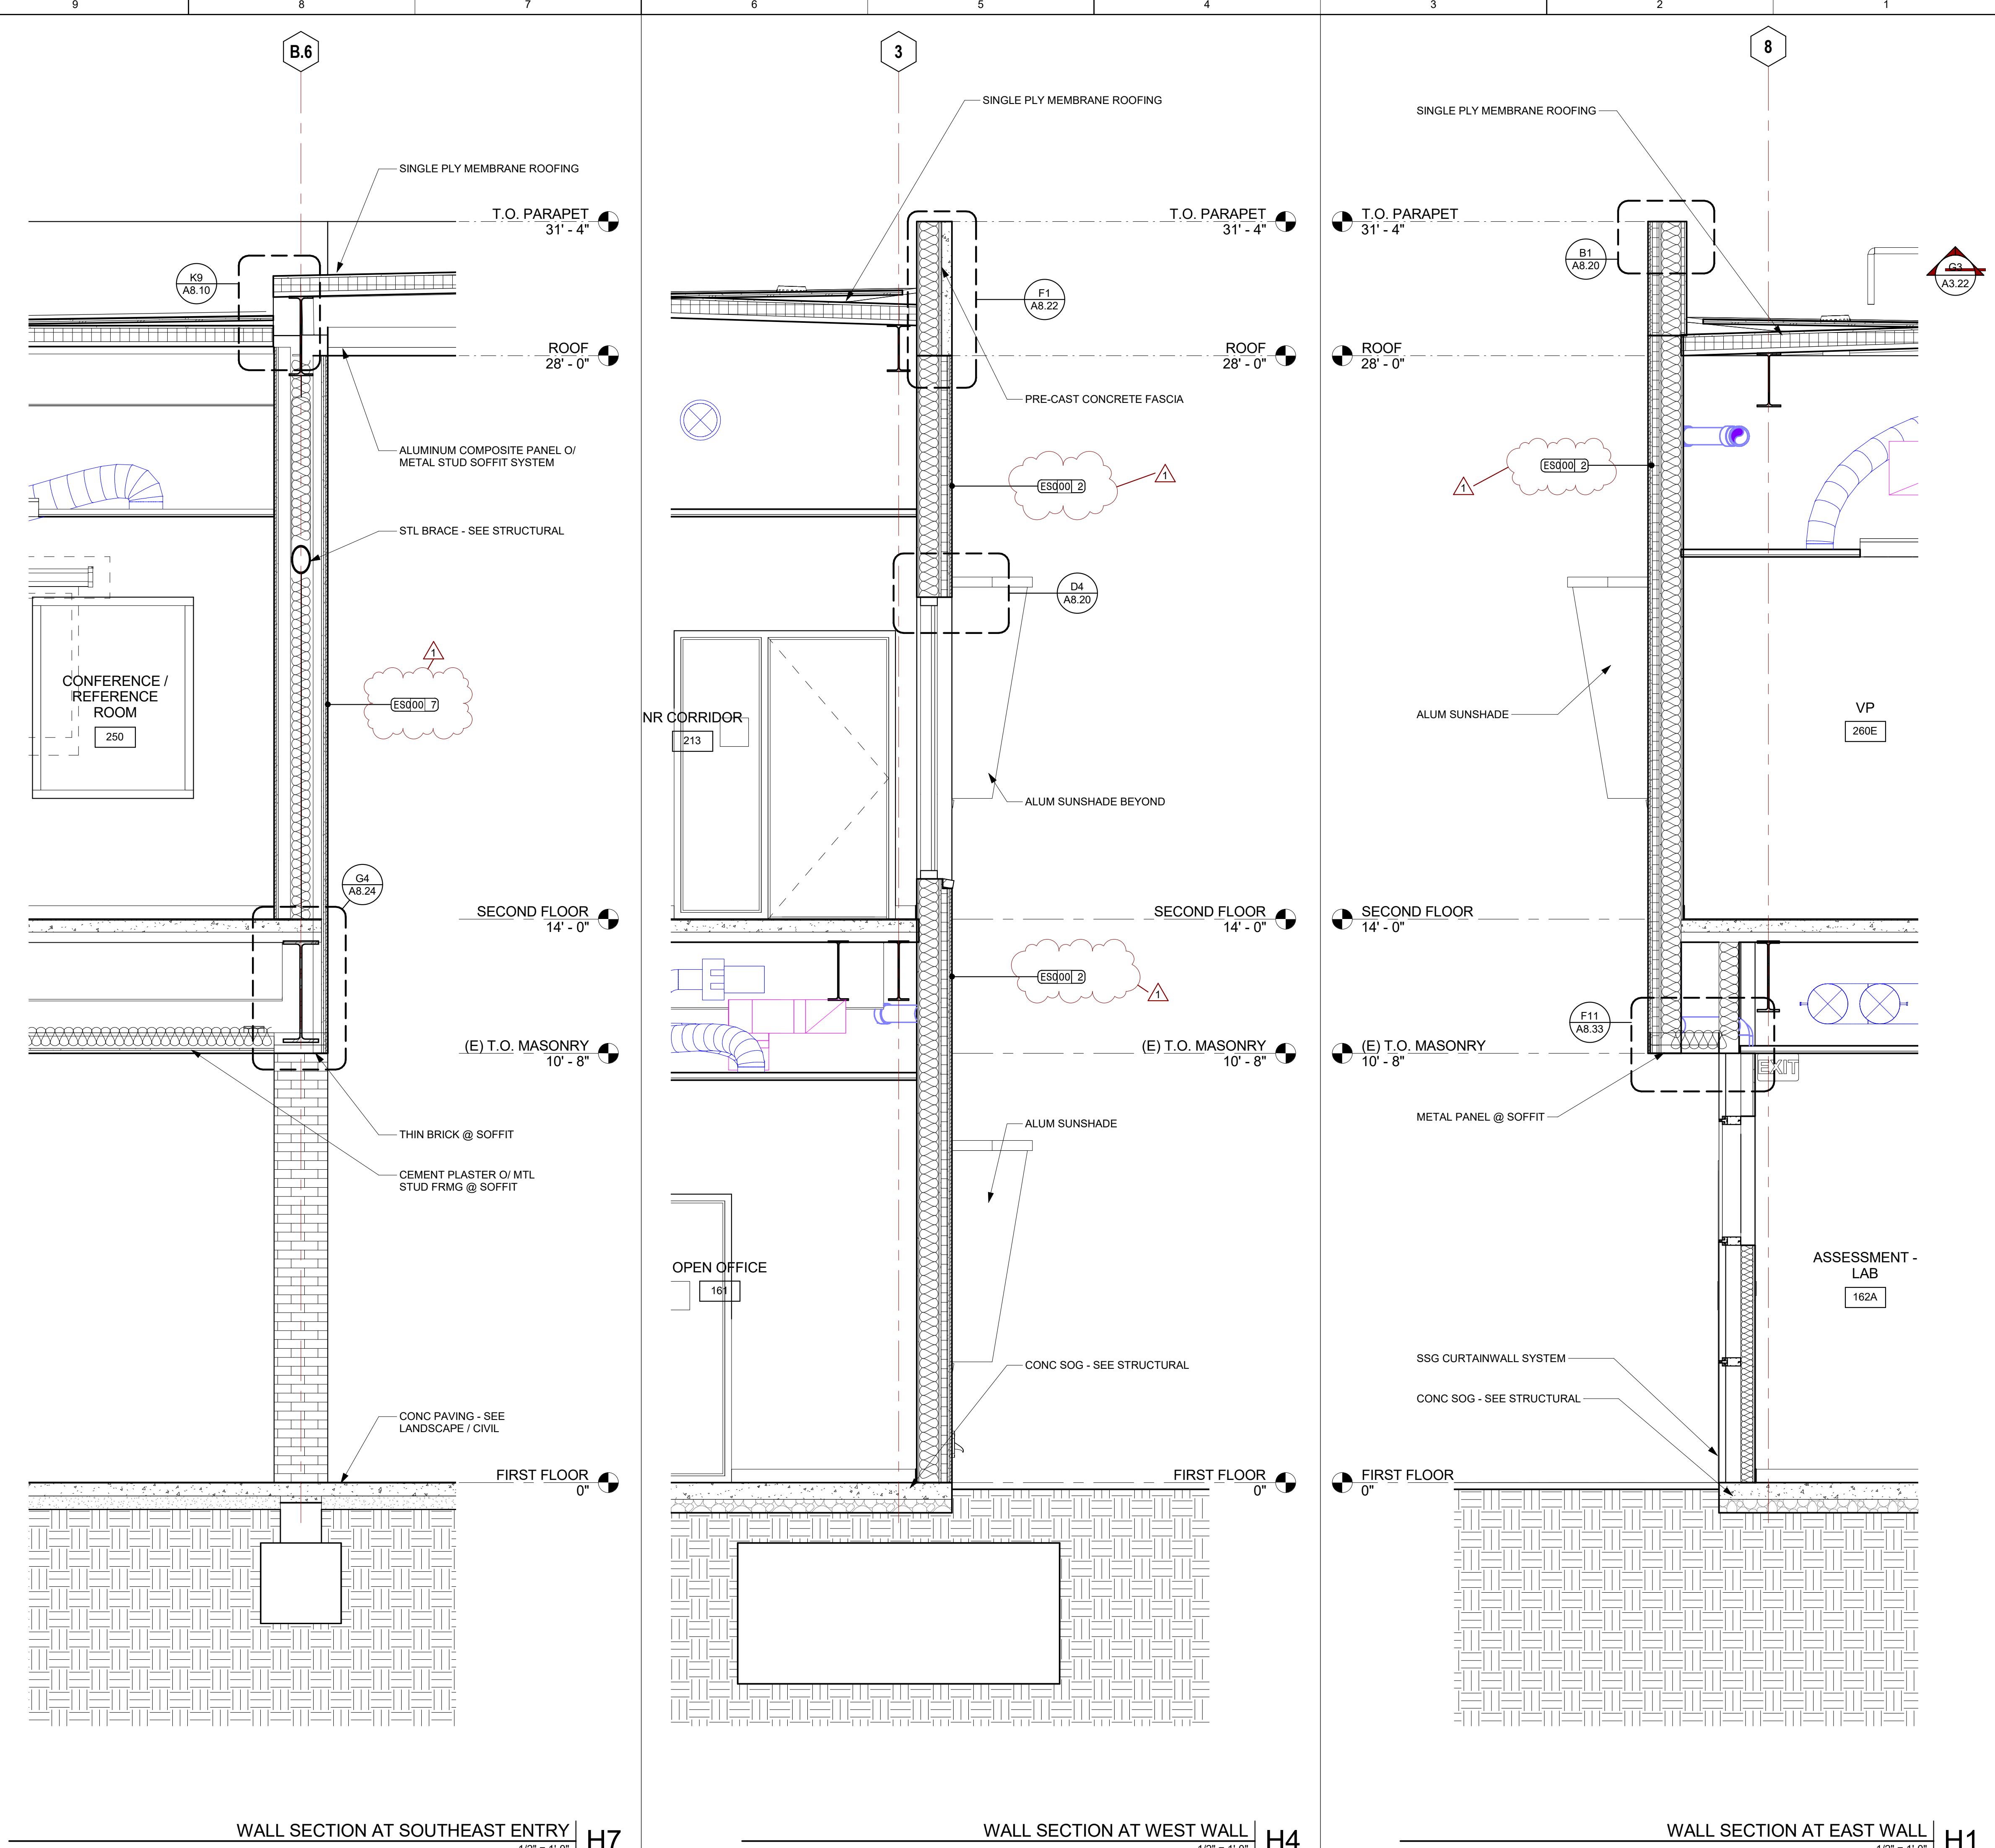 9
8
7
6
5
4
3
2
1
B.6
SINGLE PLY MEMBRANE ROOFING
T.O. PARAPET
31' - 4"
K9
A8.10
ROOF
28' - 0"
ALUMINUM COMPOSITE PANEL O/
METAL STUD SOFFIT SYSTEM
STL BRACE - SEE STRUCTURAL
1
ES000 7
CONFERENCE /
REFERENCE
ROOM
250
G4
A8.24
SECOND FLOOR
14' - 0"
(E) T.O. MASONRY
10' - 8"
THIN BRICK @ SOFFIT
CEMENT PLASTER O/ MTL
STUD FRMG @ SOFFIT
CONC PAVING - SEE
LANDSCAPE / CIVIL
FIRST FLOOR
0"
WALL SECTION AT SOUTHEAST ENTRY
H7
3
SINGLE PLY MEMBRANE ROOFING
T.O. PARAPET
31' - 4"
F1
A8.22
ROOF
28' - 0"
PRE-CAST CONCRETE FASCIA
1
ES000 2
D4
A8.20
NR CORRIDOR
213
ALUM SUNSHADE BEYOND
SECOND FLOOR
14' - 0"
ES000 2
1
(E) T.O. MASONRY
10' - 8"
ALUM SUNSHADE
OPEN OFFICE
161
CONC SOG - SEE STRUCTURAL
FIRST FLOOR
0"
WALL SECTION AT WEST WALL
H4
8
SINGLE PLY MEMBRANE ROOFING
T.O. PARAPET
31' - 4"
B1
A8.20
G3
A3.22
ROOF
28' - 0"
ES000 2
1
ALUM SUNSHADE
VP
260E
SECOND FLOOR
14' - 0"
F11
A8.33
(E) T.O. MASONRY
10' - 8"
EXIT
METAL PANEL @ SOFFIT
ASSESSMENT -
LAB
162A
SSG CURTAINWALL SYSTEM
CONC SOG - SEE STRUCTURAL
FIRST FLOOR
0"
WALL SECTION AT EAST WALL
H1